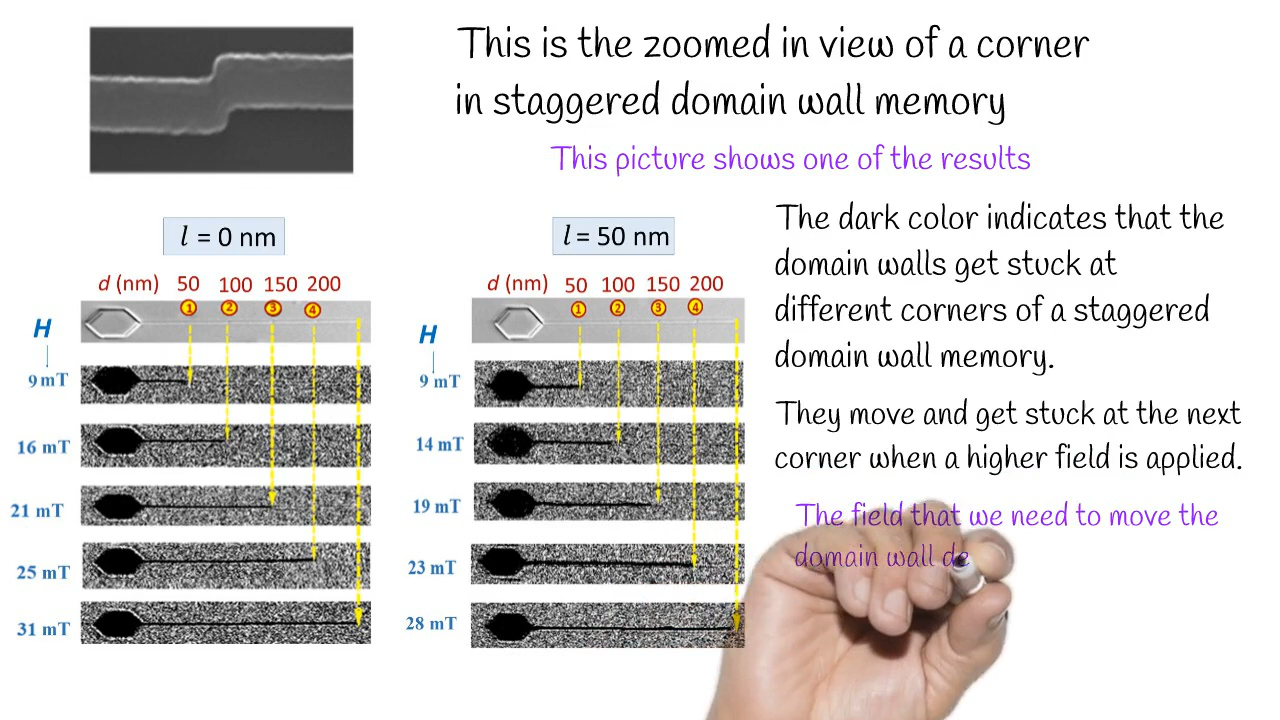 This is the zoomed in view of a corner
in staggered domain wall memory
This picture shows one of the results
l = 0 nm
d (nm) 50 100 150 200
1 2 3 4
H
9 mT
16 mT
21 mT
25 mT
31 mT
l = 50 nm
d (nm) 50 100 150 200
1 2 3 4
H
9 mT
14 mT
19 mT
23 mT
28 mT
The dark color indicates that the
domain walls get stuck at
different corners of a staggered
domain wall memory.
They move and get stuck at the next
corner when a higher field is applied.
The field that we need to move the
domain wall de